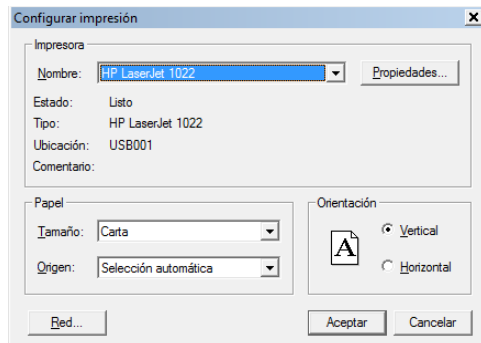 Configurar impresión
Impresora
Nombre: HP LaserJet 1022 Propiedades...
Estado: Listo
Tipo: HP LaserJet 1022
Ubicación: USB001
Comentario:
Papel
Tamaño: Carta
Origen: Selección automática
Orientación
A
Vertical
Horizontal
Red... Aceptar Cancelar